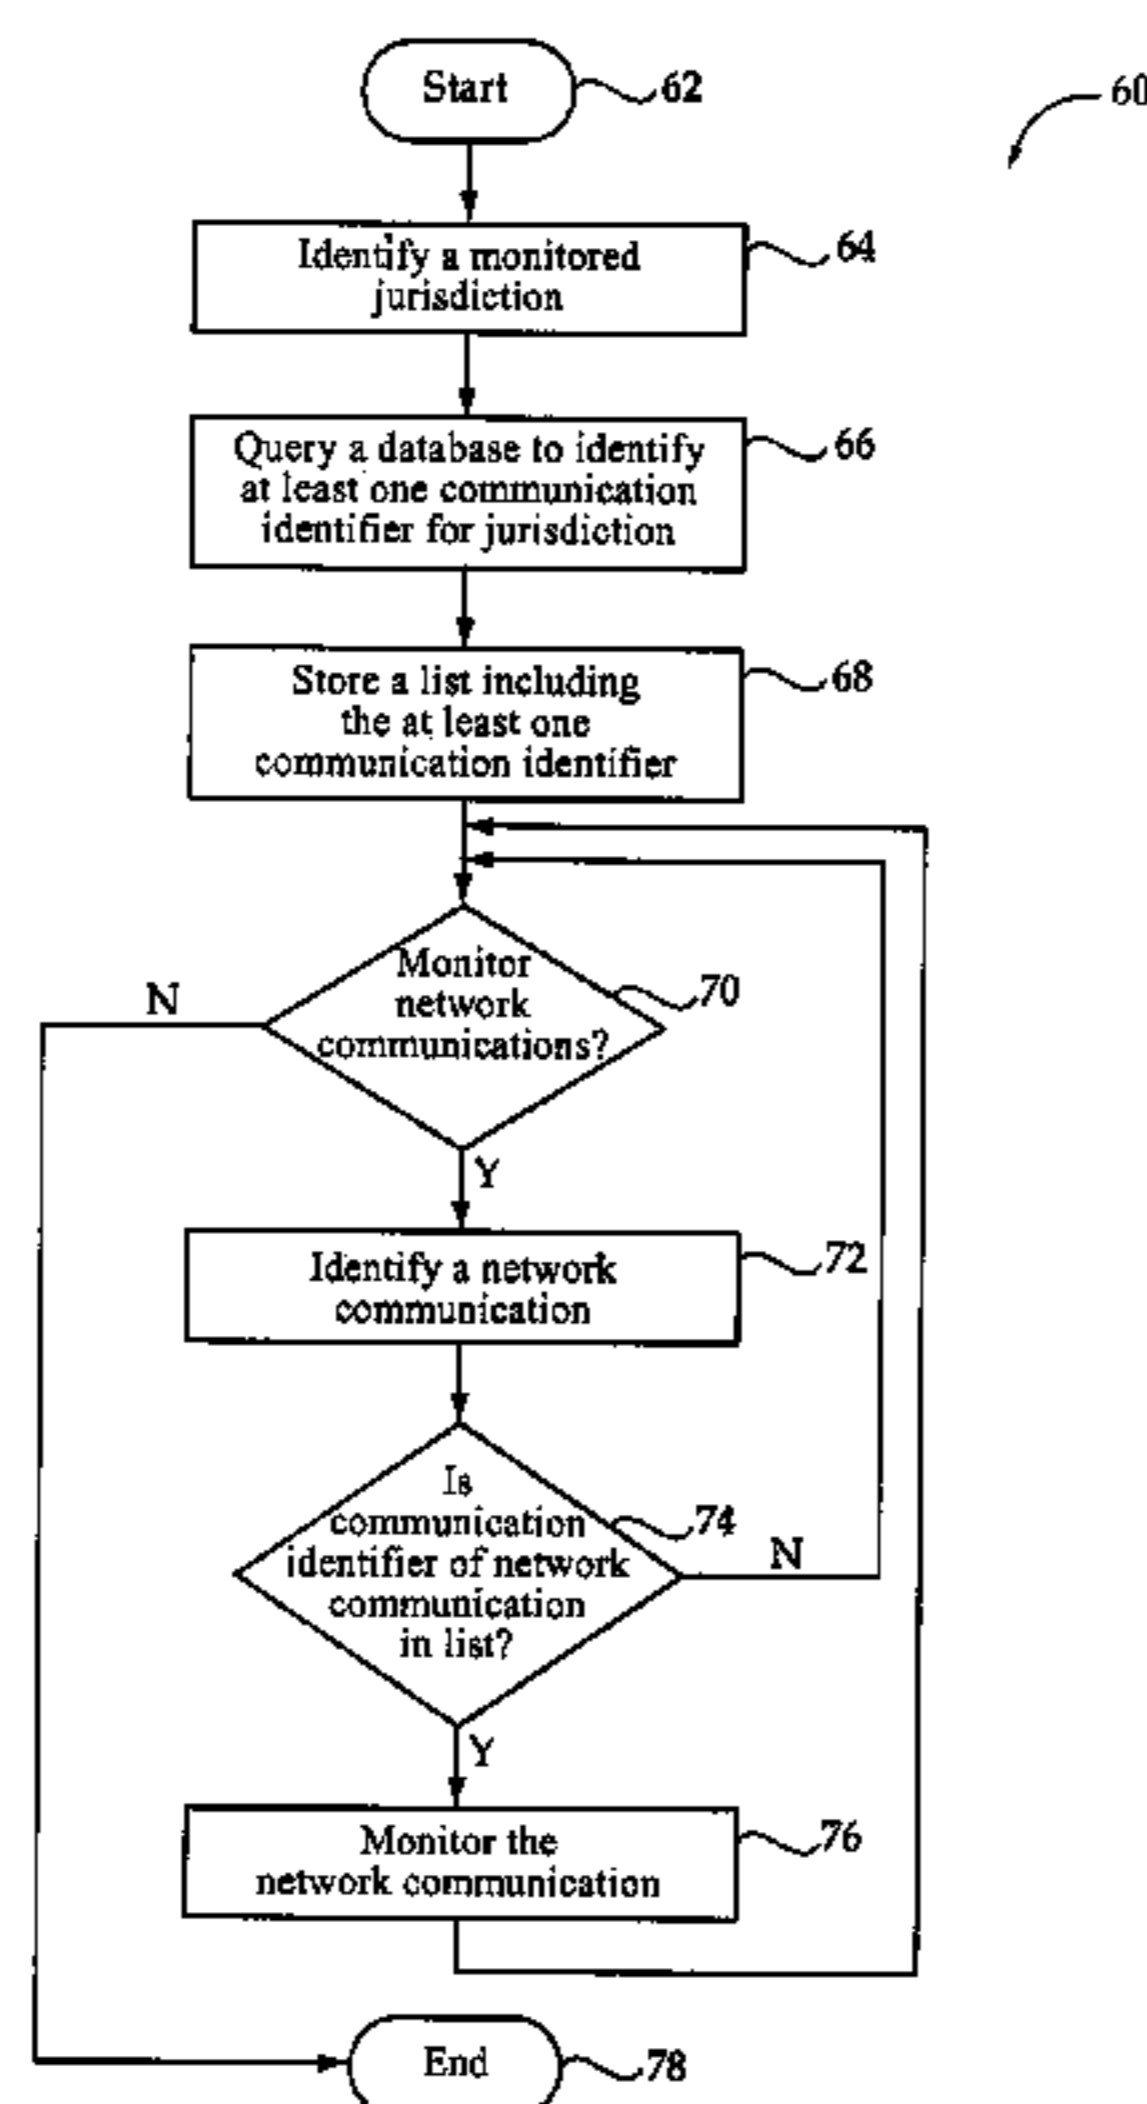 Start
62
60
Identify a monitored
jurisdiction
64
Query a database to identify
at least one communication
identifier for jurisdiction
66
Store a list including
the at least one
communication identifier
68
Monitor
network
communications?
70
N
Y
Identify a network
communication
72
Is
communication
identifier of network
communication
in list?
74
N
Y
Monitor the
network communication
76
End
78